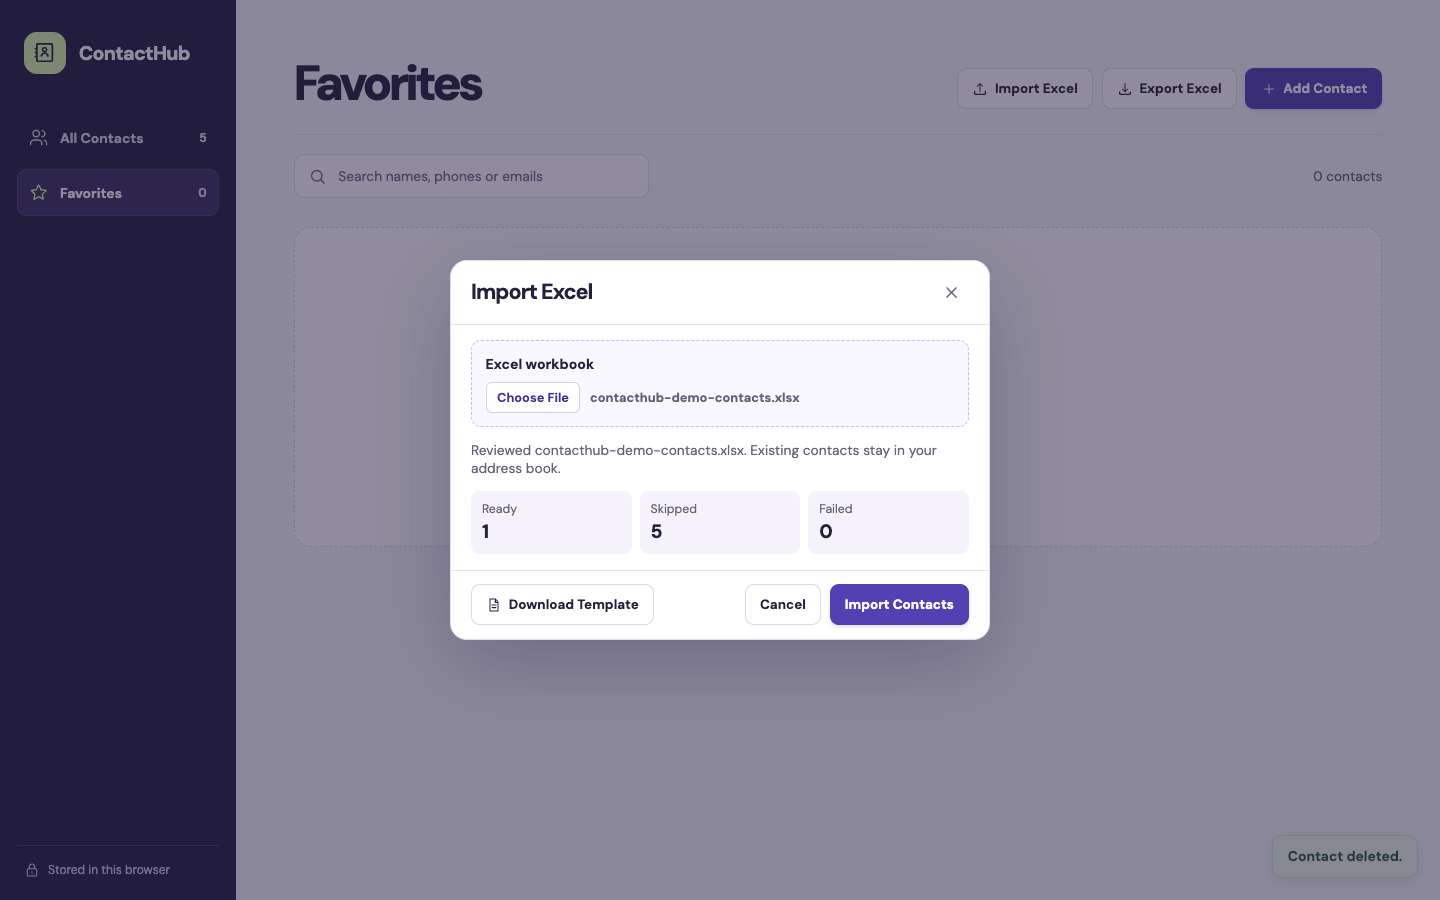 ContactHub
All Contacts 5
Favorites 0
Stored in this browser
Favorites
Import Excel
Export Excel
Add Contact
Search names, phones or emails
0 contacts
Import Excel
Excel workbook
Choose File contacthub-demo-contacts.xlsx
Reviewed contacthub-demo-contacts.xlsx. Existing contacts stay in your
address book.
Ready
1
Skipped
5
Failed
0
Download Template
Cancel
Import Contacts
Contact deleted.